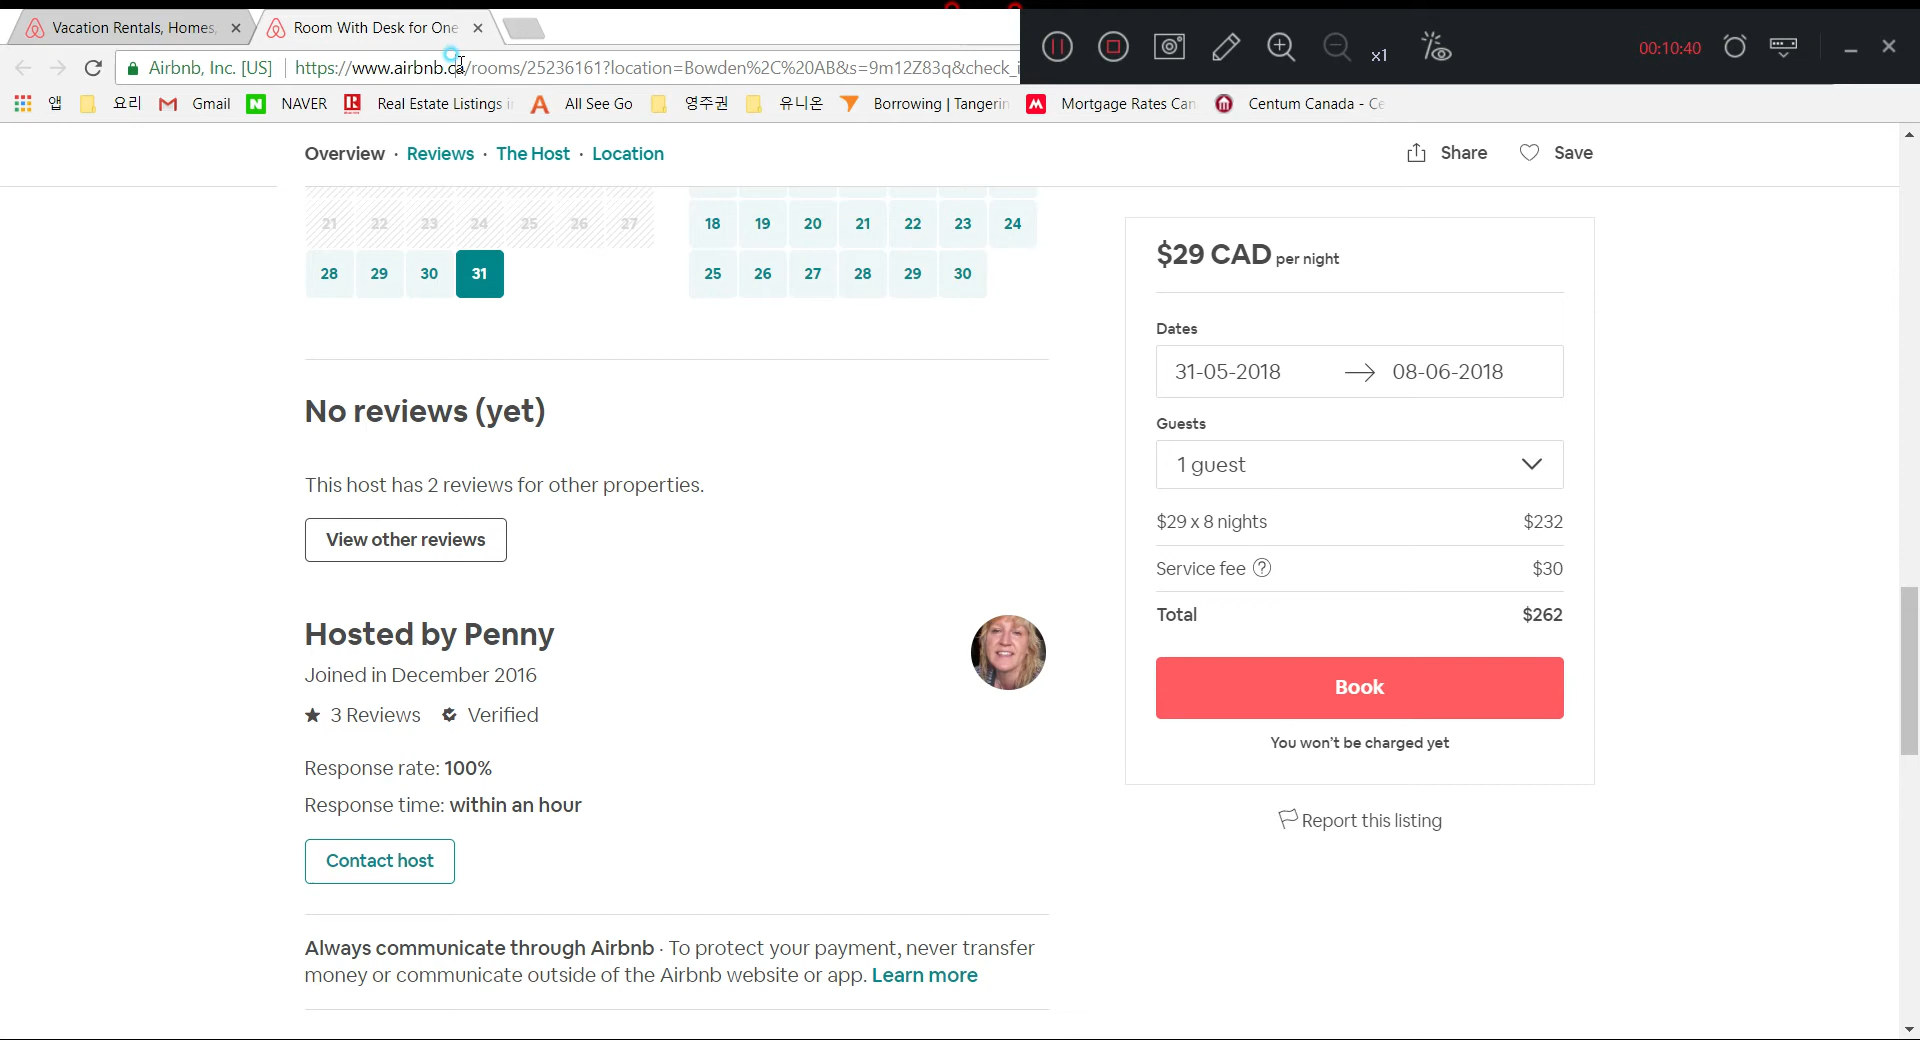 Vacation Rentals, Homes,
Room With Desk for One
Airbnb, Inc. [US]
https://www.airbnb.ca/rooms/25236161?location=Bowden%2C%20AB&s=9m12Z83q&check_i
x1
00:10:40
앱
요리
Gmail
NAVER
Real Estate Listings i
All See Go
영주권
유니온
Borrowing | Tangerin
Mortgage Rates Can
Centum Canada - Ce
Overview · Reviews · The Host · Location
Share
Save
21 22 23 24 25 26 27
18 19 20 21 22 23 24
28 29 30 31
25 26 27 28 29 30
$29 CAD per night
Dates
31-05-2018
08-06-2018
Guests
1 guest
$29 x 8 nights
$232
Service fee ?
$30
Total
$262
Book
You won't be charged yet
Report this listing
No reviews (yet)
This host has 2 reviews for other properties.
View other reviews
Hosted by Penny
Joined in December 2016
3 Reviews
Verified
Response rate: 100%
Response time: within an hour
Contact host
Always communicate through Airbnb · To protect your payment, never transfer
money or communicate outside of the Airbnb website or app. Learn more